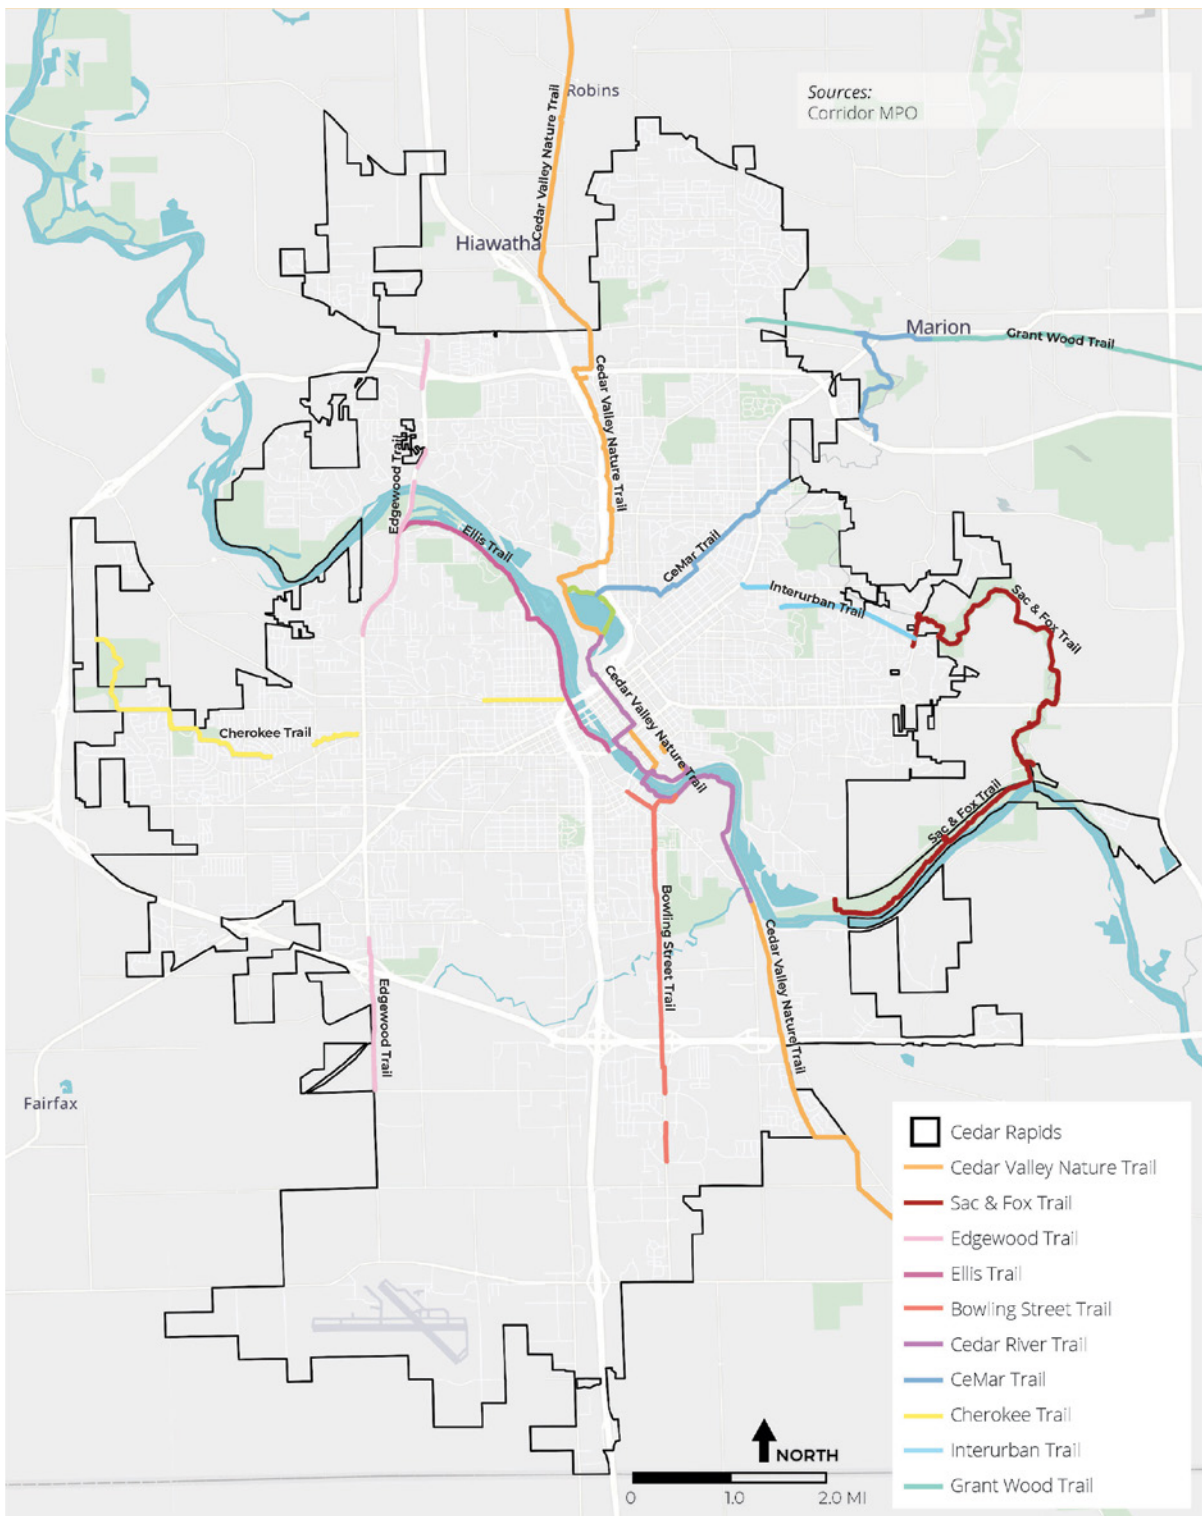 Robins
Sources:
Corridor MPO
Cedar Valley Nature Trail
Hiawatha
Marion
Grant Wood Trail
Cedar Valley Nature Trail
Edgewood Trail
Ellis Trail
CeMar Trail
Interurban Trail
Sac & Fox Trail
Cedar Valley Nature Trail
Cherokee Trail
Sac & Fox Trail
Bowling Street Trail
Cedar Valley Nature Trail
Edgewood Trail
Fairfax
Cedar Rapids
Cedar Valley Nature Trail
Sac & Fox Trail
Edgewood Trail
Ellis Trail
Bowling Street Trail
Cedar River Trail
CeMar Trail
Cherokee Trail
Interurban Trail
Grant Wood Trail
NORTH
0 1.0 2.0 MI